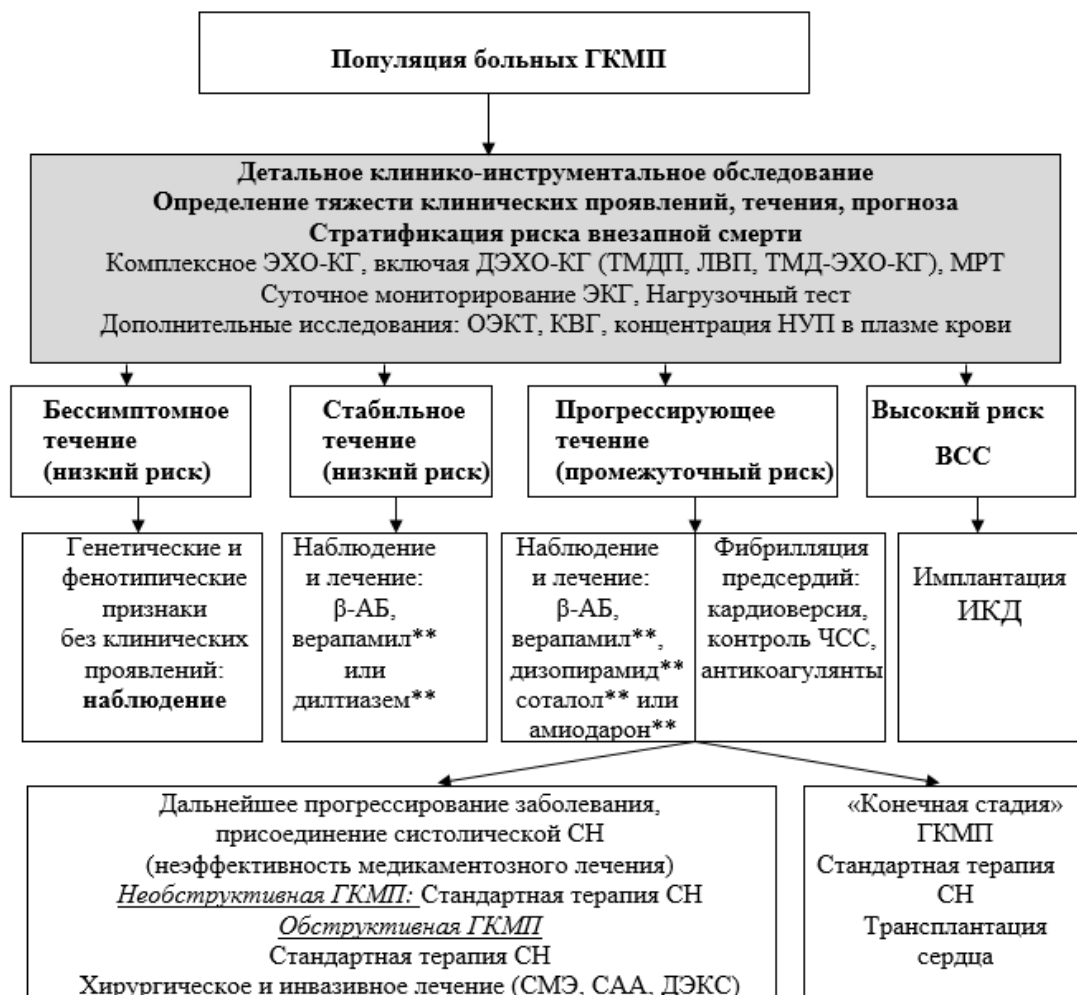 Популяция больных ГКМП
Детальное клинико-инструментальное обследование
Определение тяжести клинических проявлений, течения, прогноза
Стратификация риска внезапной смерти
Комплексное ЭХО-КГ, включая ДЭХО-КГ (ТМДП, ЛВП, ТМД-ЭХО-КГ), МРТ
Суточное мониторирование ЭКГ, Нагрузочный тест
Дополнительные исследования: ОЭКТ, КВГ, концентрация НУП в плазме крови
Бессимптомное
течение
(низкий риск)
Стабильное
течение
(низкий риск)
Прогрессирующее
течение
(промежуточный риск)
Высокий риск
ВСС
Генетические и
фенотипические
признаки
без клинических
проявлений:
наблюдение
Наблюдение
и лечение:
β-АБ,
верапамил**
или
дилтиазем**
Наблюдение
и лечение:
β-АБ,
верапамил**,
дизопирамид**
соталол** или
амиодарон**
Фибрилляция
предсердий:
кардиоверсия,
контроль ЧСС,
антикоагулянты
Имплантация
ИКД
Дальнейшее прогрессирование заболевания,
присоединение систолической СН
(неэффективность медикаментозного лечения)
Необструктивная ГКМП: Стандартная терапия СН
Обструктивная ГКМП
Стандартная терапия СН
Хирургическое и инвазивное лечение (СМЭ, САА, ДЭКС)
«Конечная стадия»
ГКМП
Стандартная терапия
СН
Трансплантация
сердца